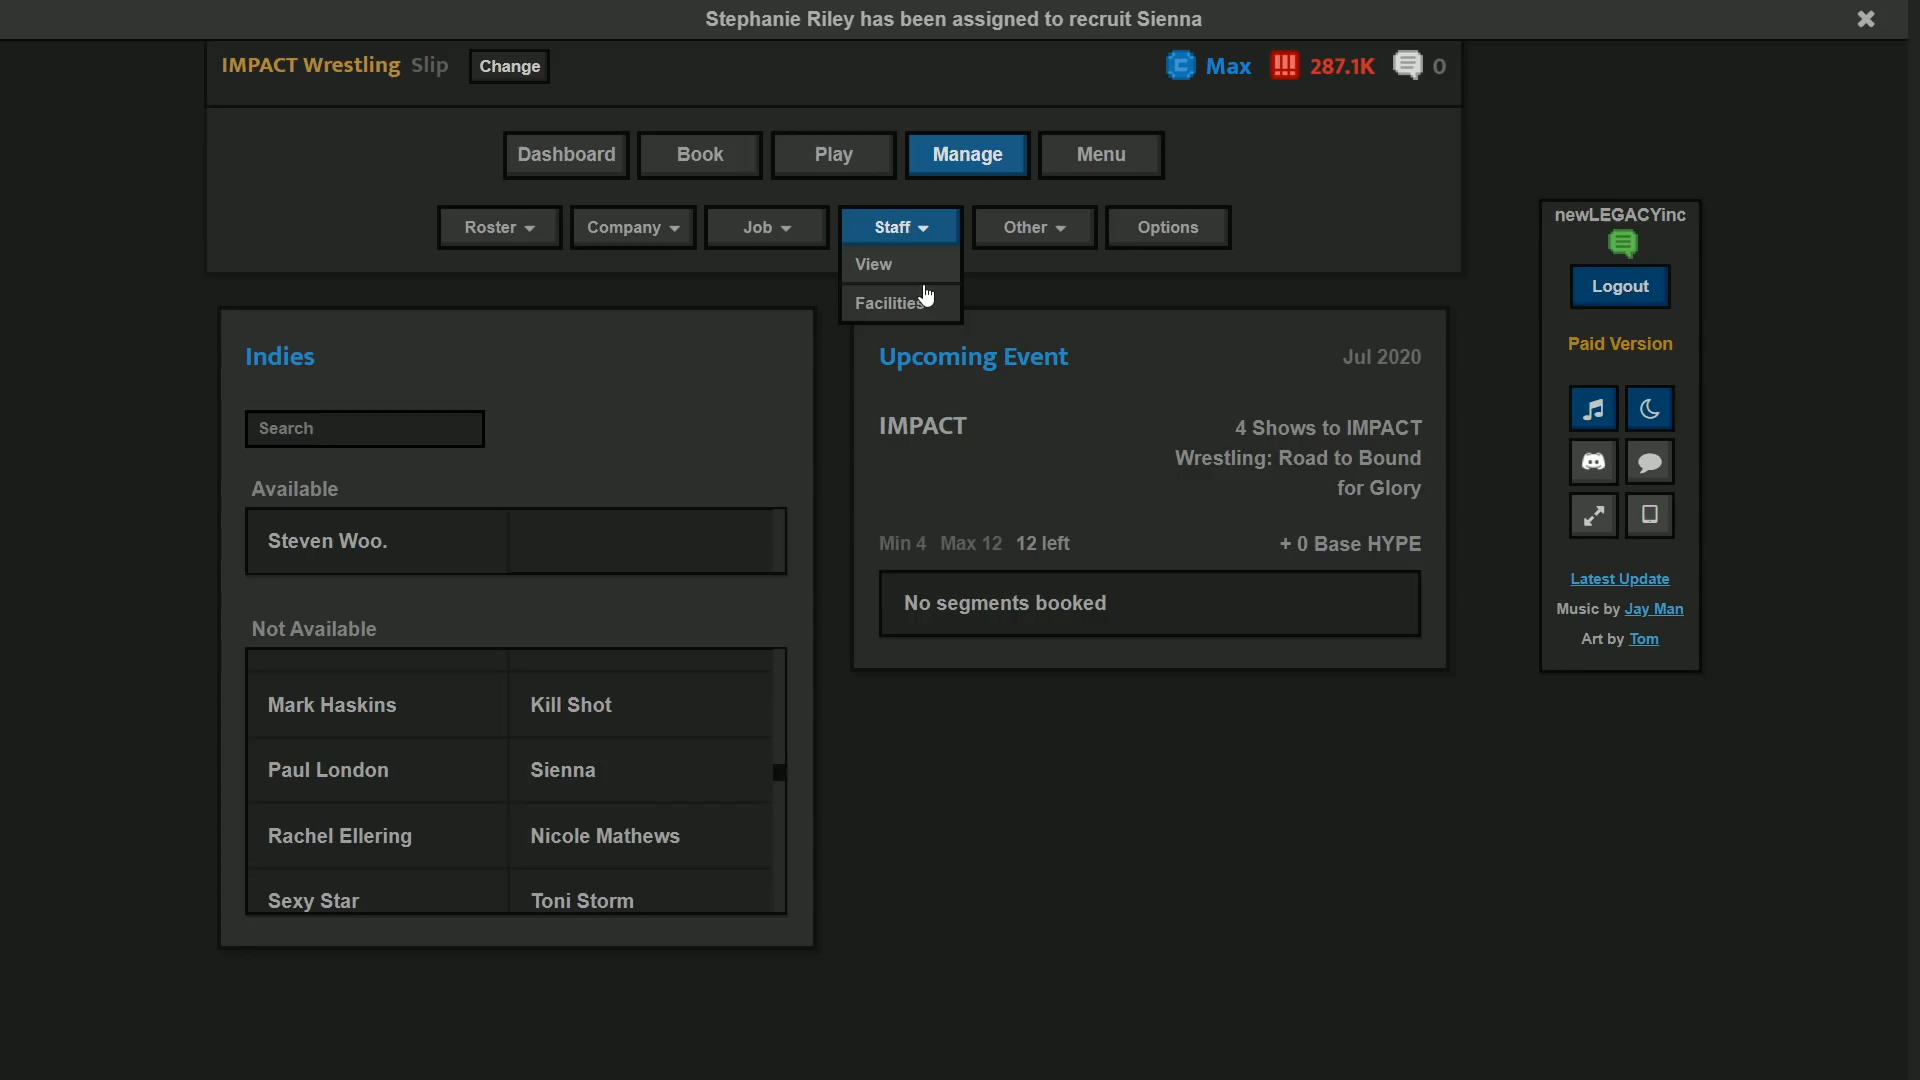 Stephanie Riley has been assigned to recruit Sienna
IMPACT Wrestling Slip Change Max 287.1K 0
Dashboard Book Play Manage Menu
Roster Company Job Staff Other Options
View
Facilities
Indies
Search
Available
Steven Woo.
Not Available
Mark Haskins Kill Shot
Paul London Sienna
Rachel Ellering Nicole Mathews
Sexy Star Toni Storm
Upcoming Event Jul 2020
IMPACT 4 Shows to IMPACT
Wrestling: Road to Bound
for Glory
Min 4 Max 12 12 left + 0 Base HYPE
No segments booked
newLEGACYinc
Logout
Paid Version
Latest Update
Music by Jay Man
Art by Tom